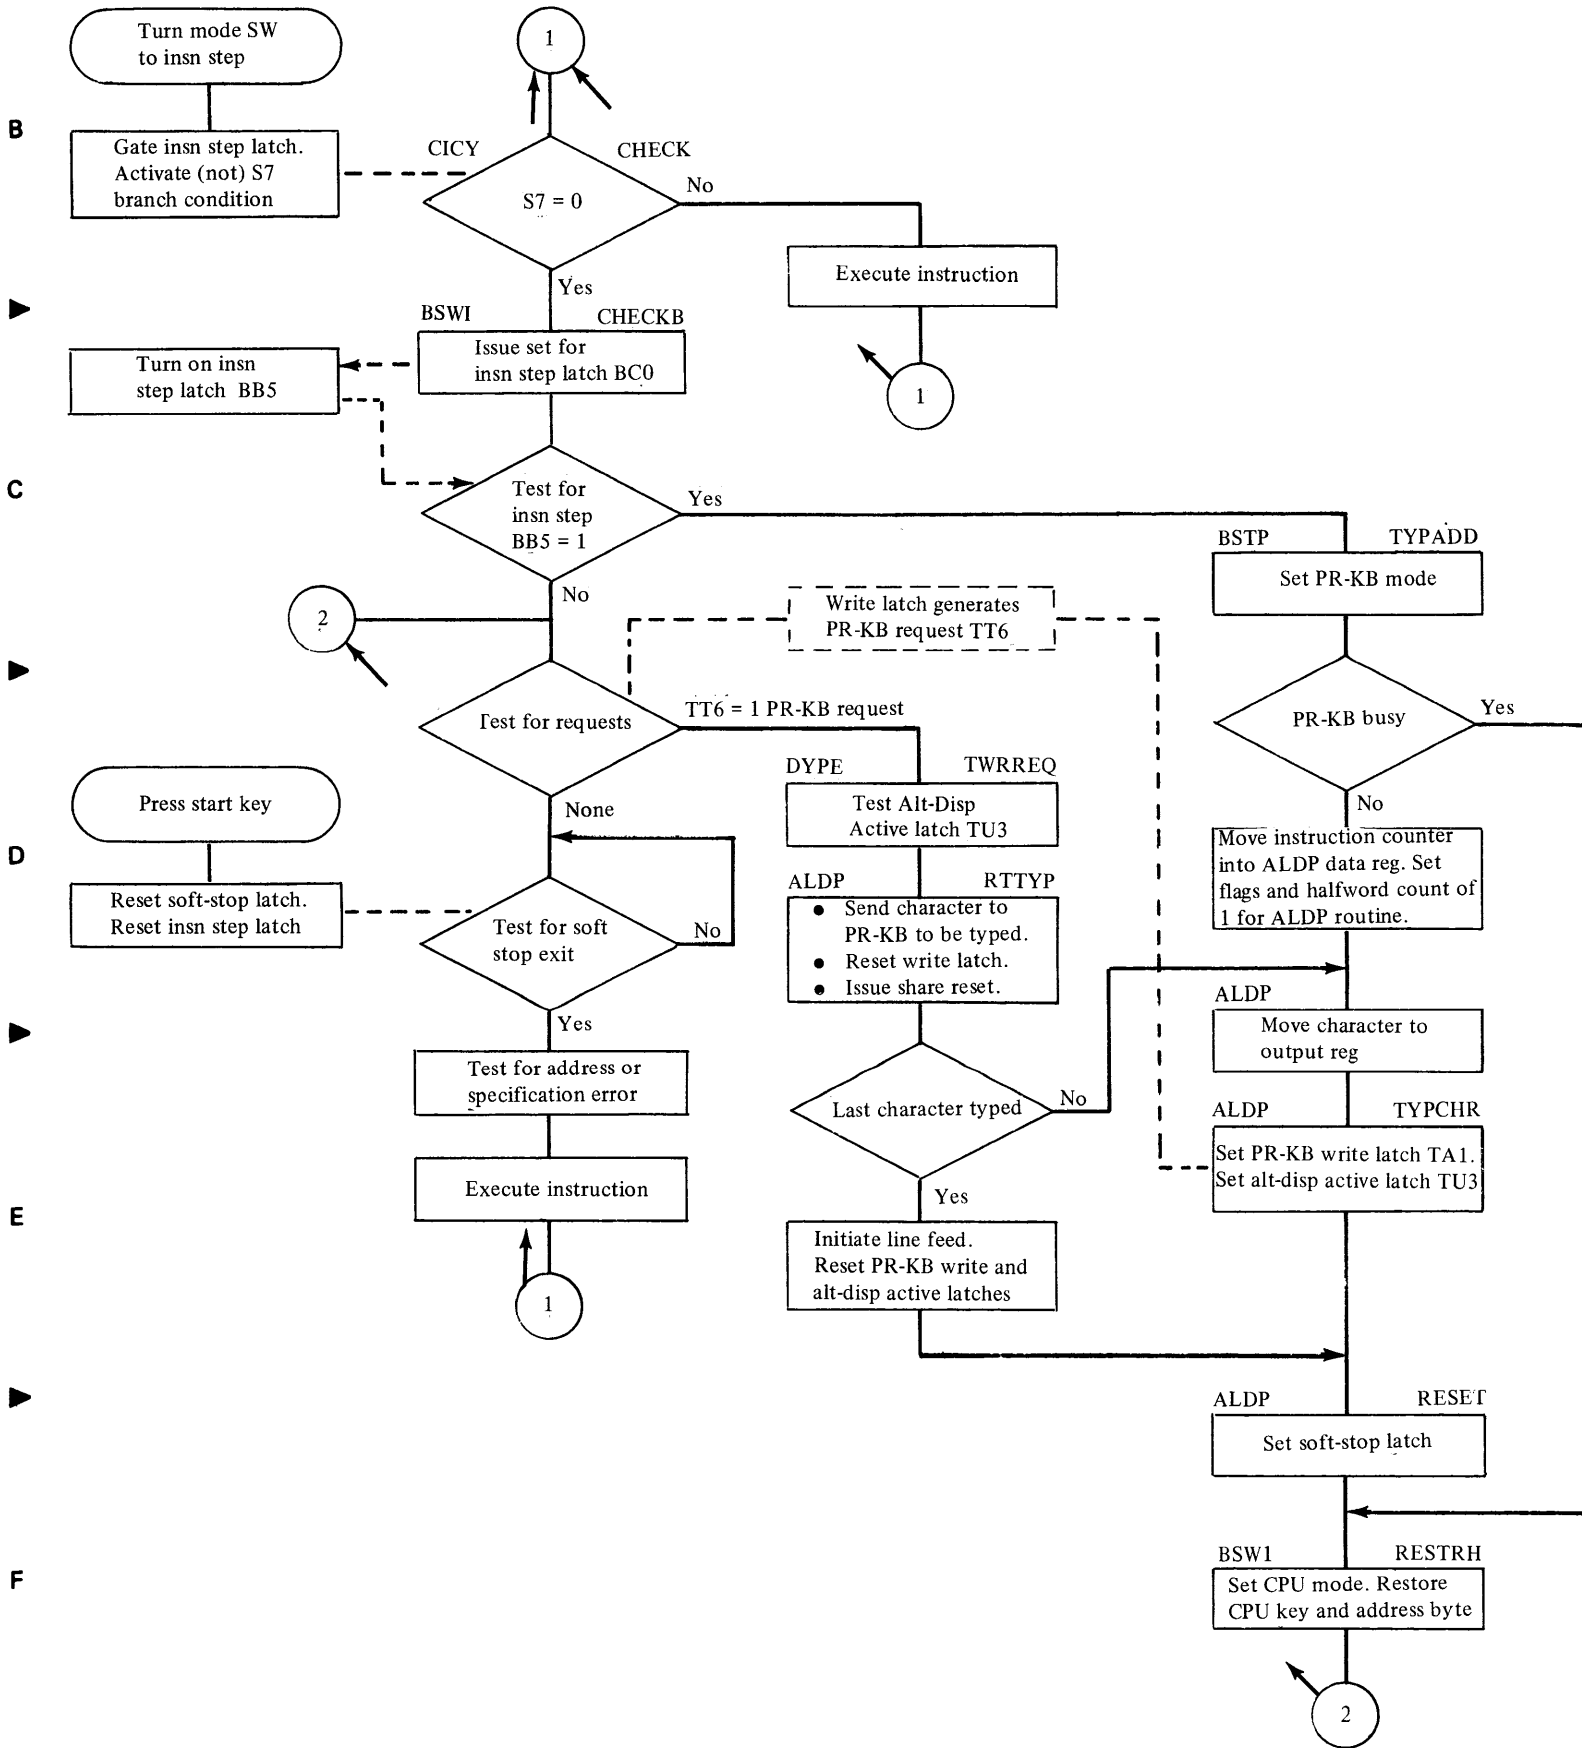 Turn mode SW
to insn step
1
B
Gate insn step latch.
Activate (not) S7
branch condition
CICY
CHECK
S7 = 0
No
Execute instruction
1
Yes
BSWI
CHECKB
Issue set for
insn step latch BC0
Turn on insn
step latch BB5
C
Test for
insn step
BB5 = 1
Yes
No
2
BSTP
TYPADD
Set PR-KB mode
Write latch generates
PR-KB request TT6
PR-KB busy
Yes
No
Test for requests
TT6 = 1 PR-KB request
None
DYPE
TWRREQ
Test Alt-Disp
Active latch TU3
Press start key
D
Reset soft-stop latch.
Reset insn step latch
Test for soft
stop exit
No
Yes
ALDP
RTTYP
● Send character to
PR-KB to be typed.
● Reset write latch.
● Issue share reset.
Move instruction counter
into ALDP data reg. Set
flags and halfword count of
1 for ALDP routine.
ALDP
Move character to
output reg
Test for address or
specification error
Last character typed
No
Yes
ALDP
TYPCHR
Set PR-KB write latch TA1.
Set alt-disp active latch TU3
Execute instruction
E
1
Initiate line feed.
Reset PR-KB write and
alt-disp active latches
ALDP
RESET
Set soft-stop latch
F
BSW1
RESTRH
Set CPU mode. Restore
CPU key and address byte
2